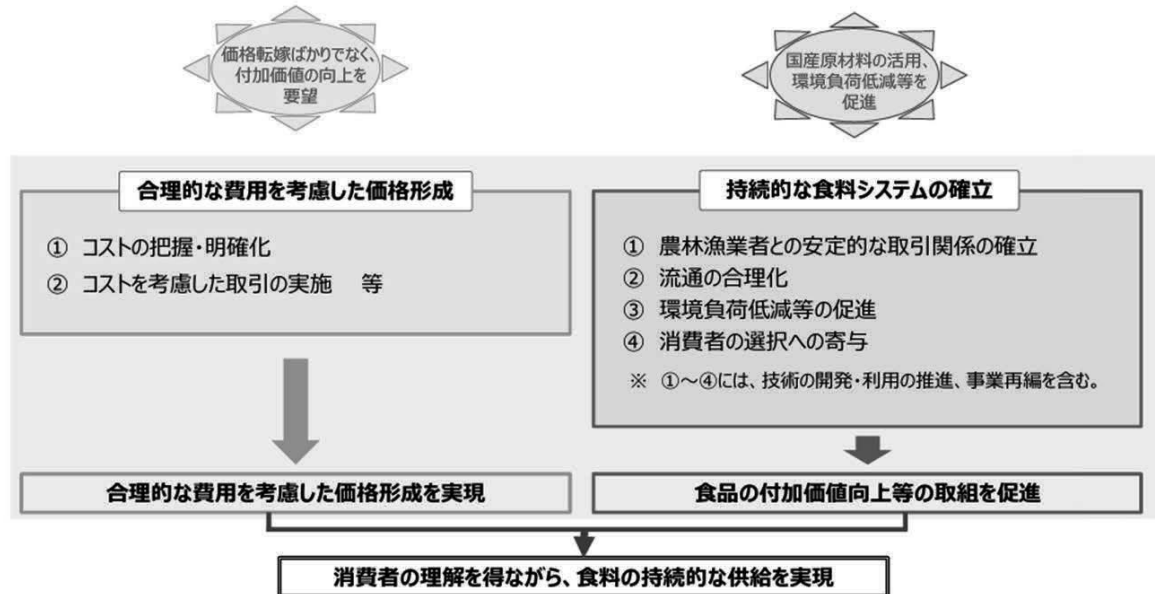 価格転嫁ばかりでなく、
付加価値の向上を
要望
国産原材料の活用、
環境負荷低減等を
促進
合理的な費用を考慮した価格形成
① コストの把握・明確化
② コストを考慮した取引の実施 等
持続的な食料システムの確立
① 農林漁業者との安定的な取引関係の確立
② 流通の合理化
③ 環境負荷低減等の促進
④ 消費者の選択への寄与
※ ①~④には、技術の開発・利用の推進、事業再編を含む。
合理的な費用を考慮した価格形成を実現
食品の付加価値向上等の取組を促進
消費者の理解を得ながら、食料の持続的な供給を実現